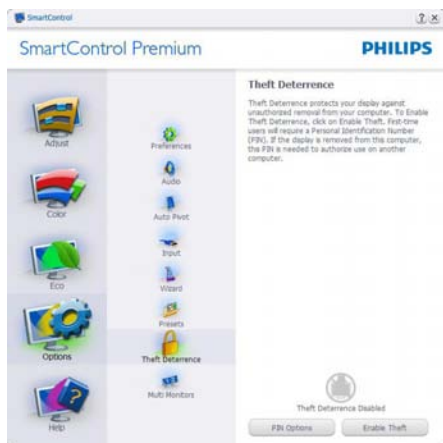 SmartControl
? ×
SmartControl Premium
PHILIPS
Adjust
Color
Eco
Options
Help
Preferences
Audio
Auto Pivot
Input
Wizard
Presets
Theft Deterrence
Multi Monitors
Theft Deterrence
Theft Deterrence protects your display against
unauthorized removal from your computer. To Enable
Theft Deterrence, click on Enable Theft. First-time
users will require a Personal Identification Number
(PIN). If the display is removed from this computer,
this PIN is needed to authorize use on another
computer.
Theft Deterrence Disabled
PIN Options
Enable Theft